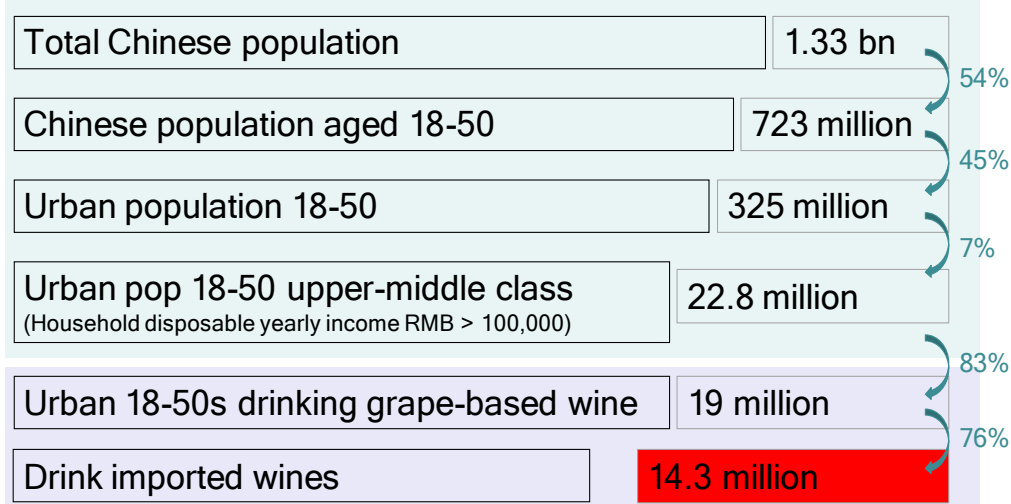 Total Chinese population 1.33 bn
54%
Chinese population aged 18-50 723 million
45%
Urban population 18-50 325 million
7%
Urban pop 18-50 upper-middle class 22.8 million
(Household disposable yearly income RMB > 100,000)
83%
Urban 18-50s drinking grape-based wine 19 million
76%
Drink imported wines 14.3 million